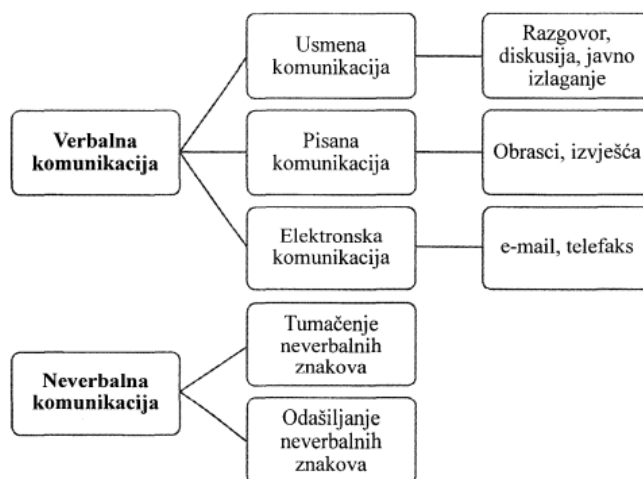 Verbalna
komunikacija
Usmena
komunikacija
Razgovor,
diskusija, javno
izlaganje
Pisana
komunikacija
Obrasci, izvješća
Elektronska
komunikacija
e-mail, telefaks
Neverbalna
komunikacija
Tumačenje
neverbalnih
znakova
Odašiljanje
neverbalnih
znakova